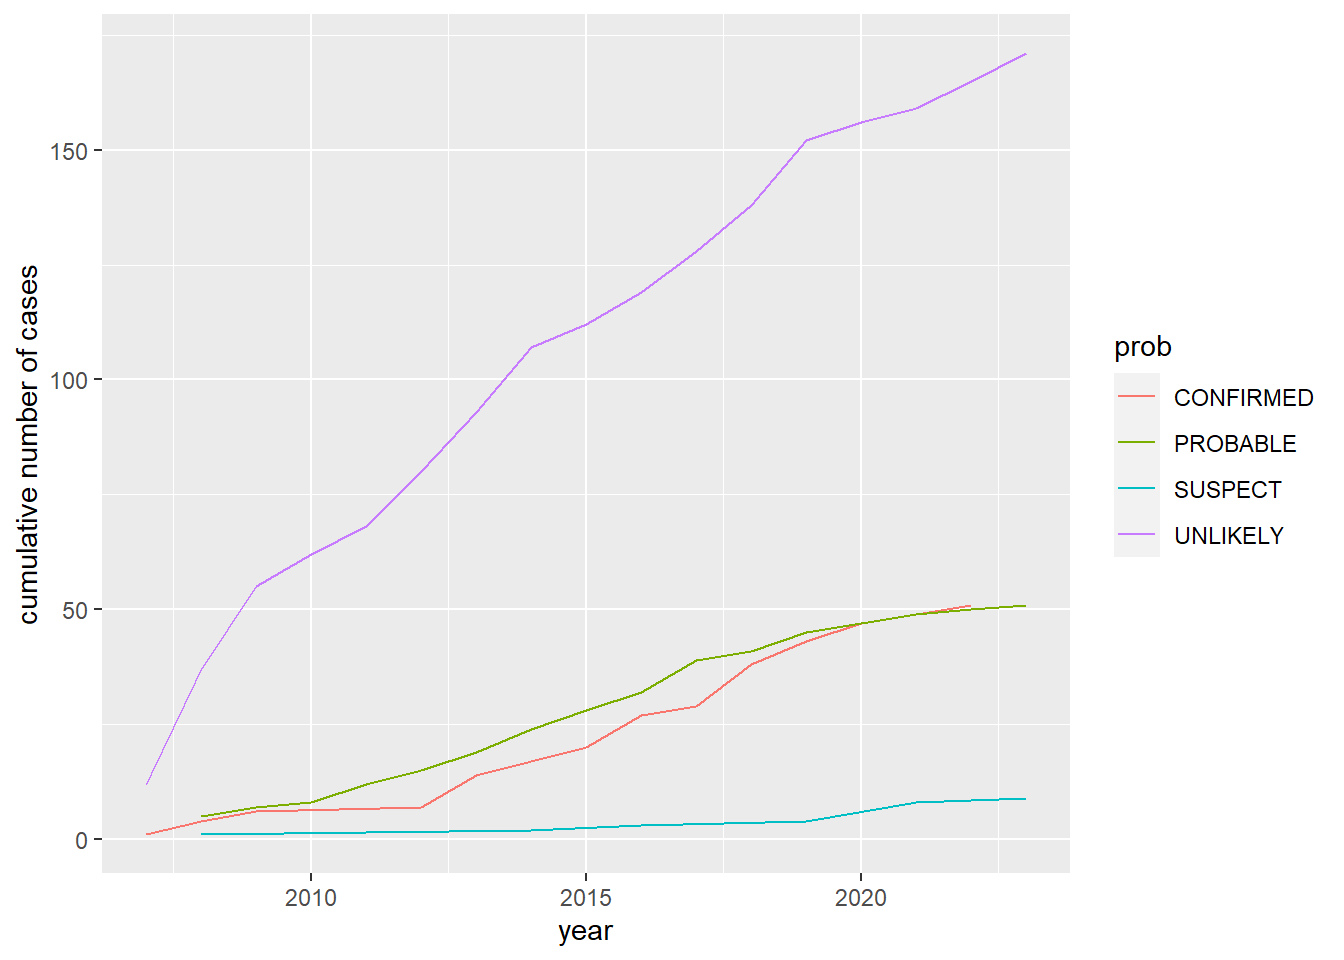 cumulative number of cases
150
100
50
0
2010 2015 2020
year
prob
CONFIRMED
PROBABLE
SUSPECT
UNLIKELY